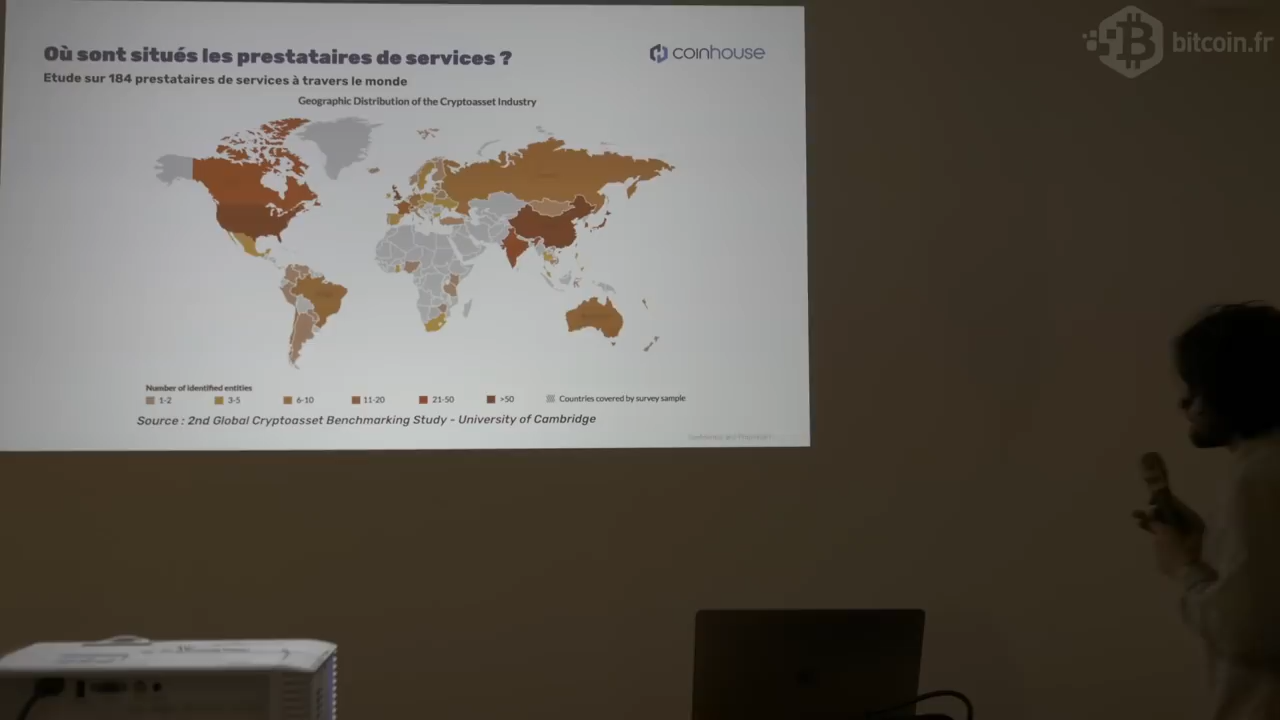 Où sont situés les prestataires de services ?
coinhouse
bitcoin.fr
Etude sur 184 prestataires de services à travers le monde
Geographic Distribution of the Cryptoasset Industry
Number of identified entities
1-2 3-5 6-10 11-20 21-50 >50 Countries covered by survey sample
Source : 2nd Global Cryptoasset Benchmarking Study - University of Cambridge